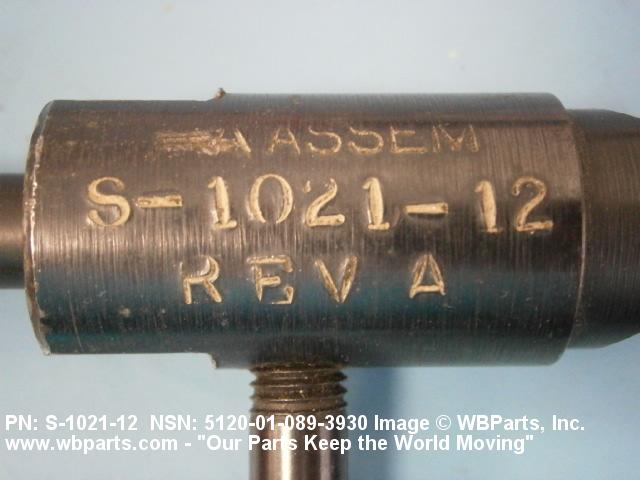 A ASSEM
S-1021-12
REV A
PN: S-1021-12 NSN: 5120-01-089-3930 Image © WBParts, Inc.
www.wbparts.com - "Our Parts Keep the World Moving"